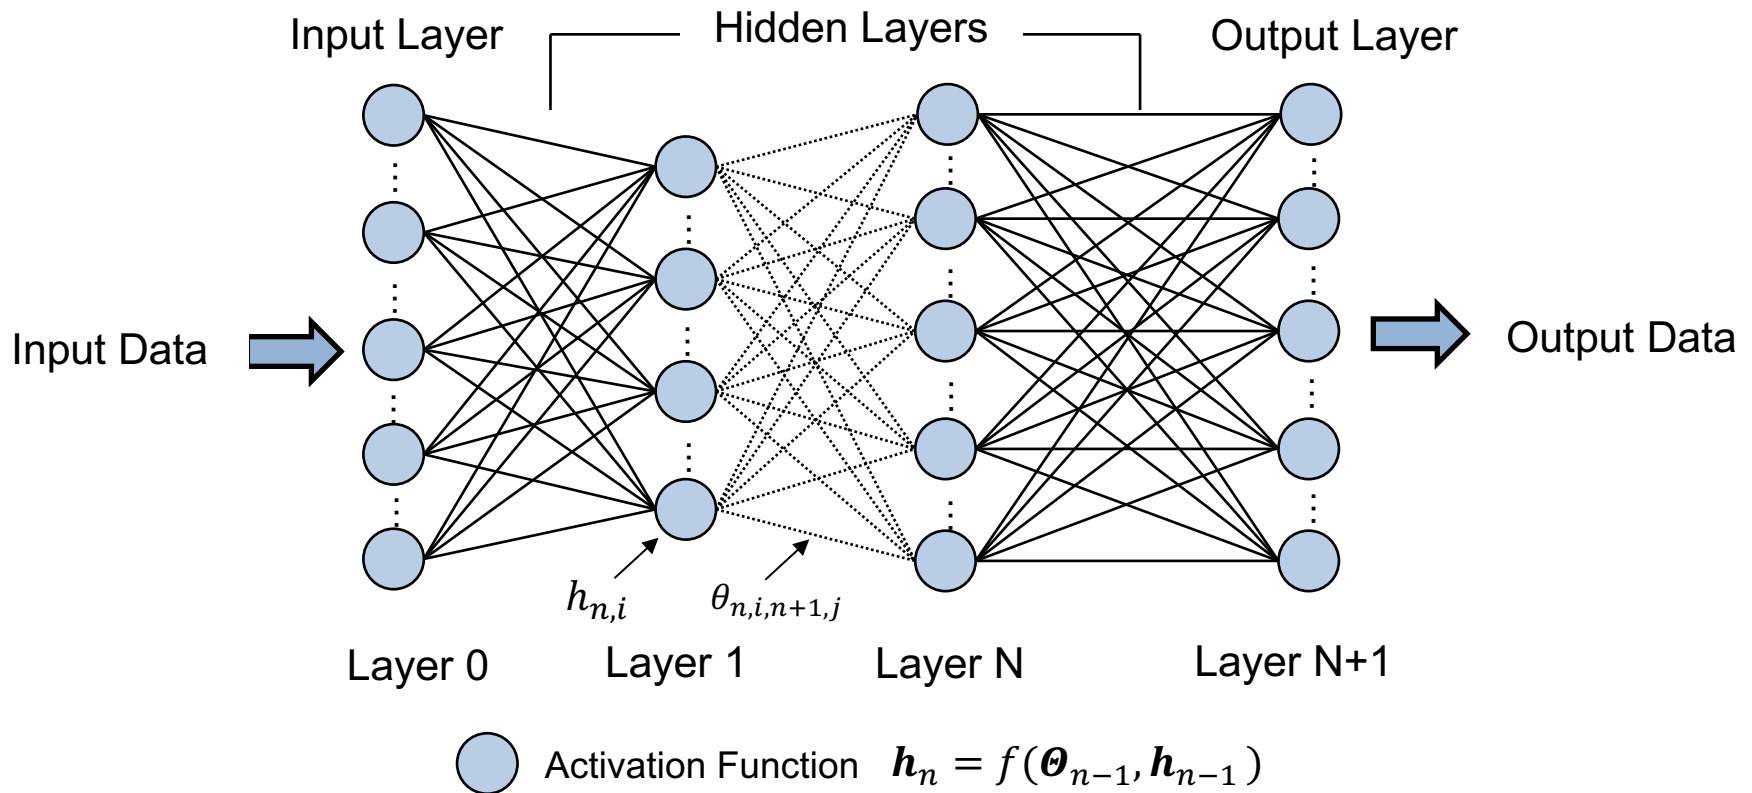 Input Layer
Hidden Layers
Output Layer
Input Data
Output Data
h_{n,i}
θ_{n,i,n+1,j}
Layer 0
Layer 1
Layer N
Layer N+1
Activation Function h_n = f(Θ_{n−1}, h_{n−1})